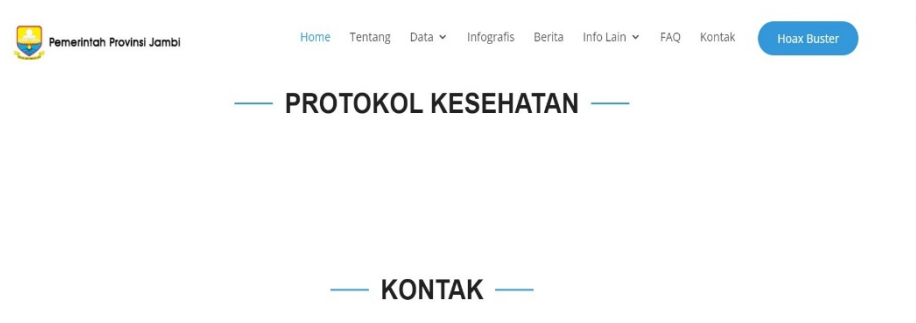 Pemerintah Provinsi Jambi Home Tentang Data Infografis Berita Info Lain FAQ Kontak Hoax Buster
PROTOKOL KESEHATAN
KONTAK